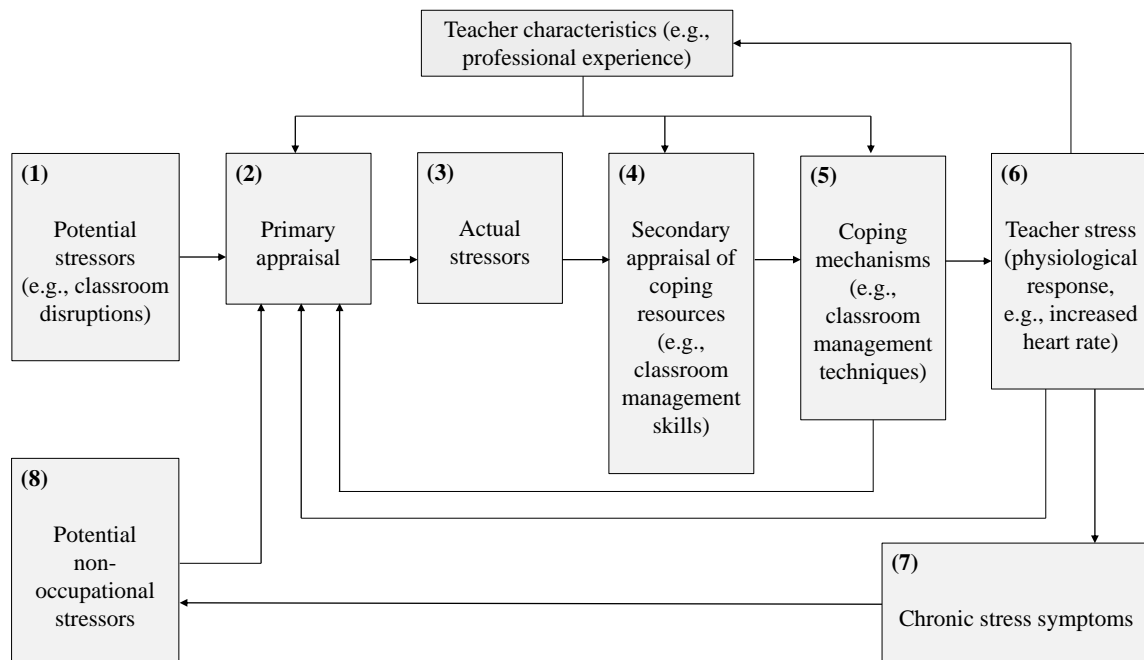 Teacher characteristics (e.g.,
professional experience)
(1)
Potential
stressors
(e.g., classroom
disruptions)
(2)
Primary
appraisal
(3)
Actual
stressors
(4)
Secondary
appraisal of
coping
resources
(e.g.,
classroom
management
skills)
(5)
Coping
mechanisms
(e.g.,
classroom
management
techniques)
(6)
Teacher stress
(physiological
response,
e.g., increased
heart rate)
(8)
Potential
non-
occupational
stressors
(7)
Chronic stress symptoms